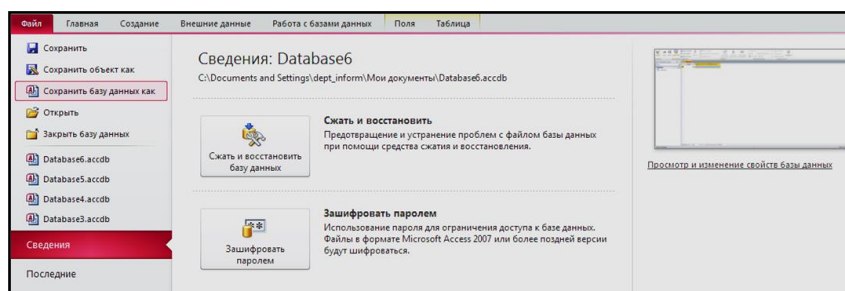 Файл Главная Создание Внешние данные Работа с базами данных Поля Таблица
Сохранить
Сохранить объект как
Сохранить базу данных как
Открыть
Закрыть базу данных
Database6.accdb
Database5.accdb
Database4.accdb
Database3.accdb
Сведения
Последние
Сведения: Database6
C:\Documents and Settings\dept_inform\Мои документы\Database6.accdb
Сжать и восстановить
базу данных
Сжать и восстановить
Предотвращение и устранение проблем с файлом базы данных
при помощи средства сжатия и восстановления.
Зашифровать
паролем
Зашифровать паролем
Использование пароля для ограничения доступа к базе данных.
Файлы в формате Microsoft Access 2007 или более поздней версии
будут шифроваться.
Просмотр и изменение свойств базы данных